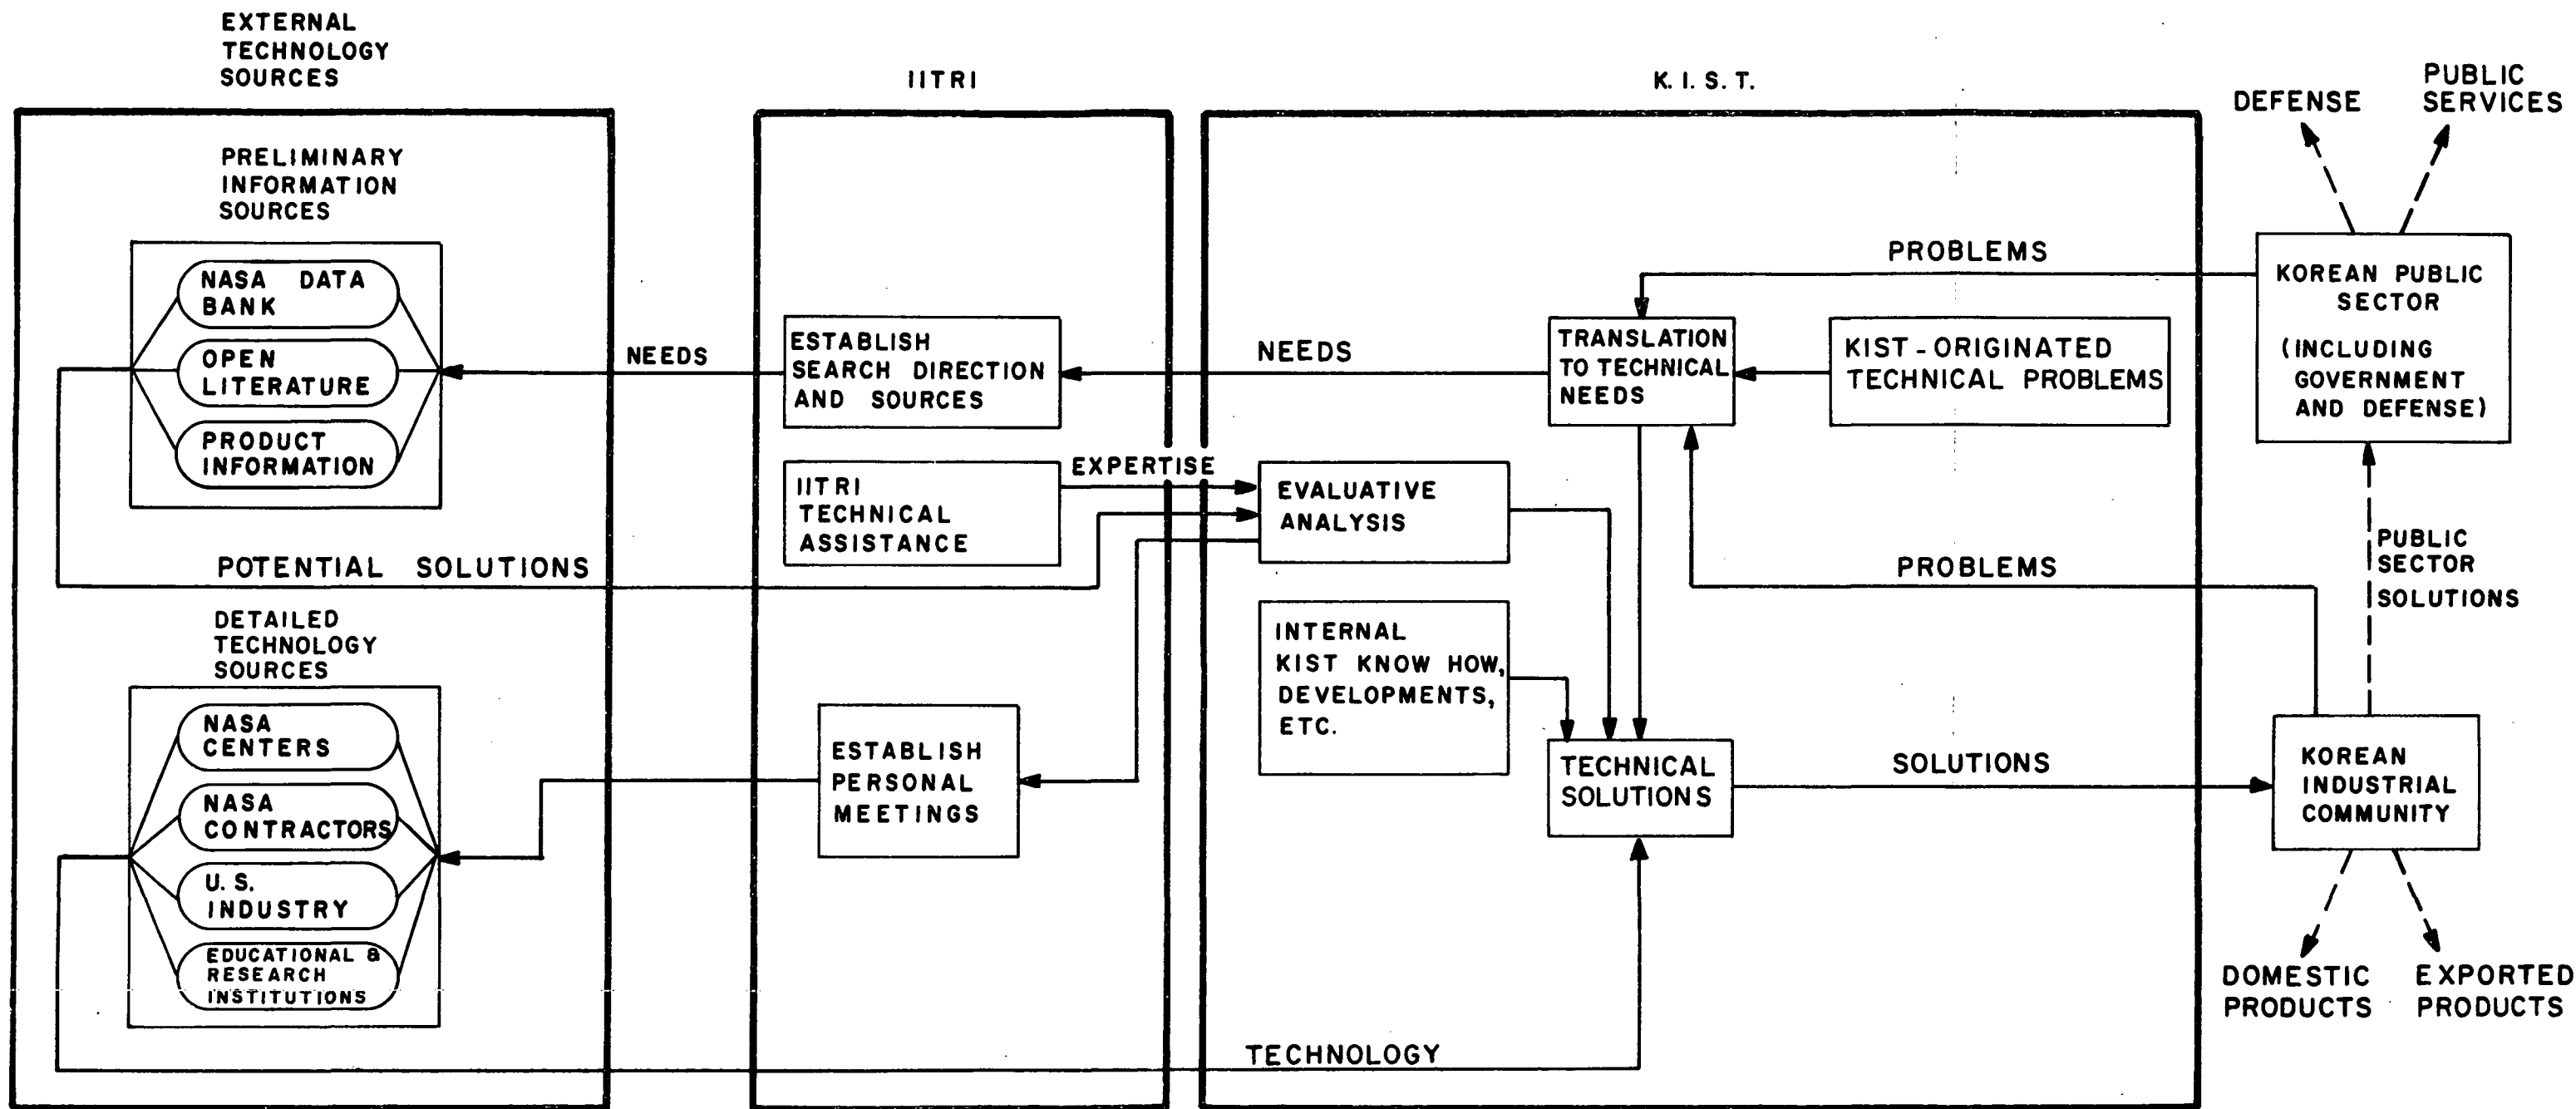 EXTERNAL
TECHNOLOGY
SOURCES
IITRI
K. I. S. T.
DEFENSE
PUBLIC
SERVICES
PRELIMINARY
INFORMATION
SOURCES
NASA DATA
BANK
OPEN
LITERATURE
PRODUCT
INFORMATION
NEEDS
ESTABLISH
SEARCH DIRECTION
AND SOURCES
NEEDS
TRANSLATION
TO TECHNICAL
NEEDS
PROBLEMS
KIST-ORIGINATED
TECHNICAL PROBLEMS
KOREAN PUBLIC
SECTOR
(INCLUDING
GOVERNMENT
AND DEFENSE)
IITRI
TECHNICAL
ASSISTANCE
EXPERTISE
EVALUATIVE
ANALYSIS
POTENTIAL SOLUTIONS
PROBLEMS
PUBLIC
SECTOR
SOLUTIONS
DETAILED
TECHNOLOGY
SOURCES
NASA
CENTERS
NASA
CONTRACTORS
U. S.
INDUSTRY
EDUCATIONAL &
RESEARCH
INSTITUTIONS
ESTABLISH
PERSONAL
MEETINGS
INTERNAL
KIST KNOW HOW,
DEVELOPMENTS,
ETC.
TECHNICAL
SOLUTIONS
SOLUTIONS
KOREAN
INDUSTRIAL
COMMUNITY
DOMESTIC
PRODUCTS
EXPORTED
PRODUCTS
TECHNOLOGY